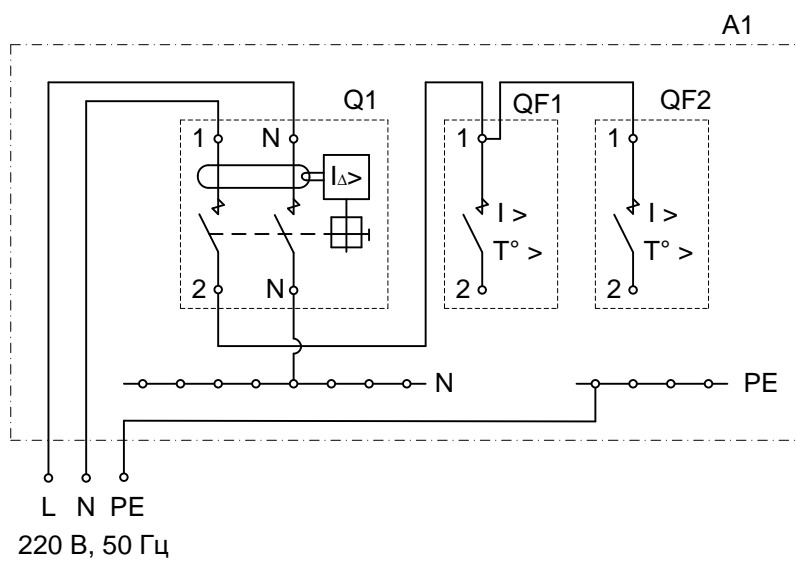 A1
Q1 QF1 QF2
1 N 1 1
I∆>
I > I >
T° > T° >
2 N 2 2
N PE
L N PE
220 В, 50 Гц